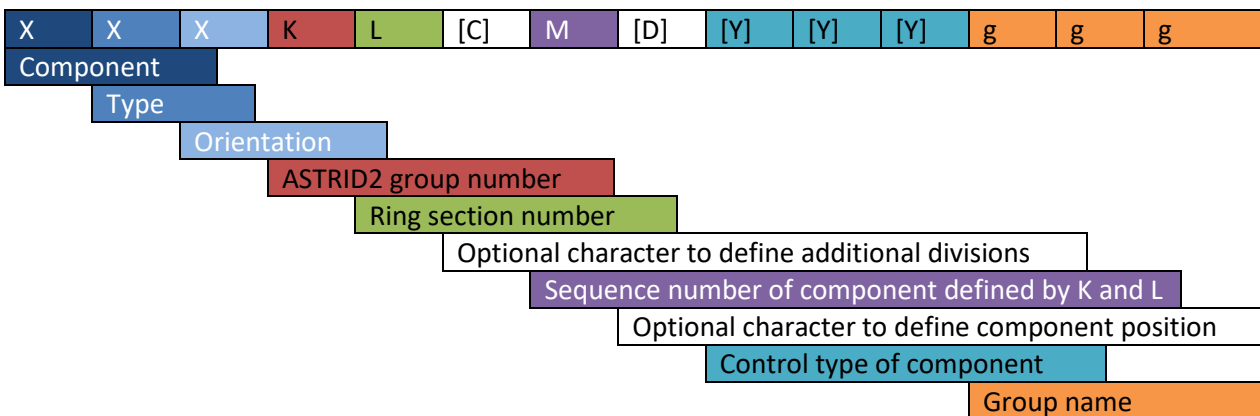 X X X K L [C] M [D] [Y] [Y] [Y] g g g
Component
Type
Orientation
ASTRID2 group number
Ring section number
Optional character to define additional divisions
Sequence number of component defined by K and L
Optional character to define component position
Control type of component
Group name